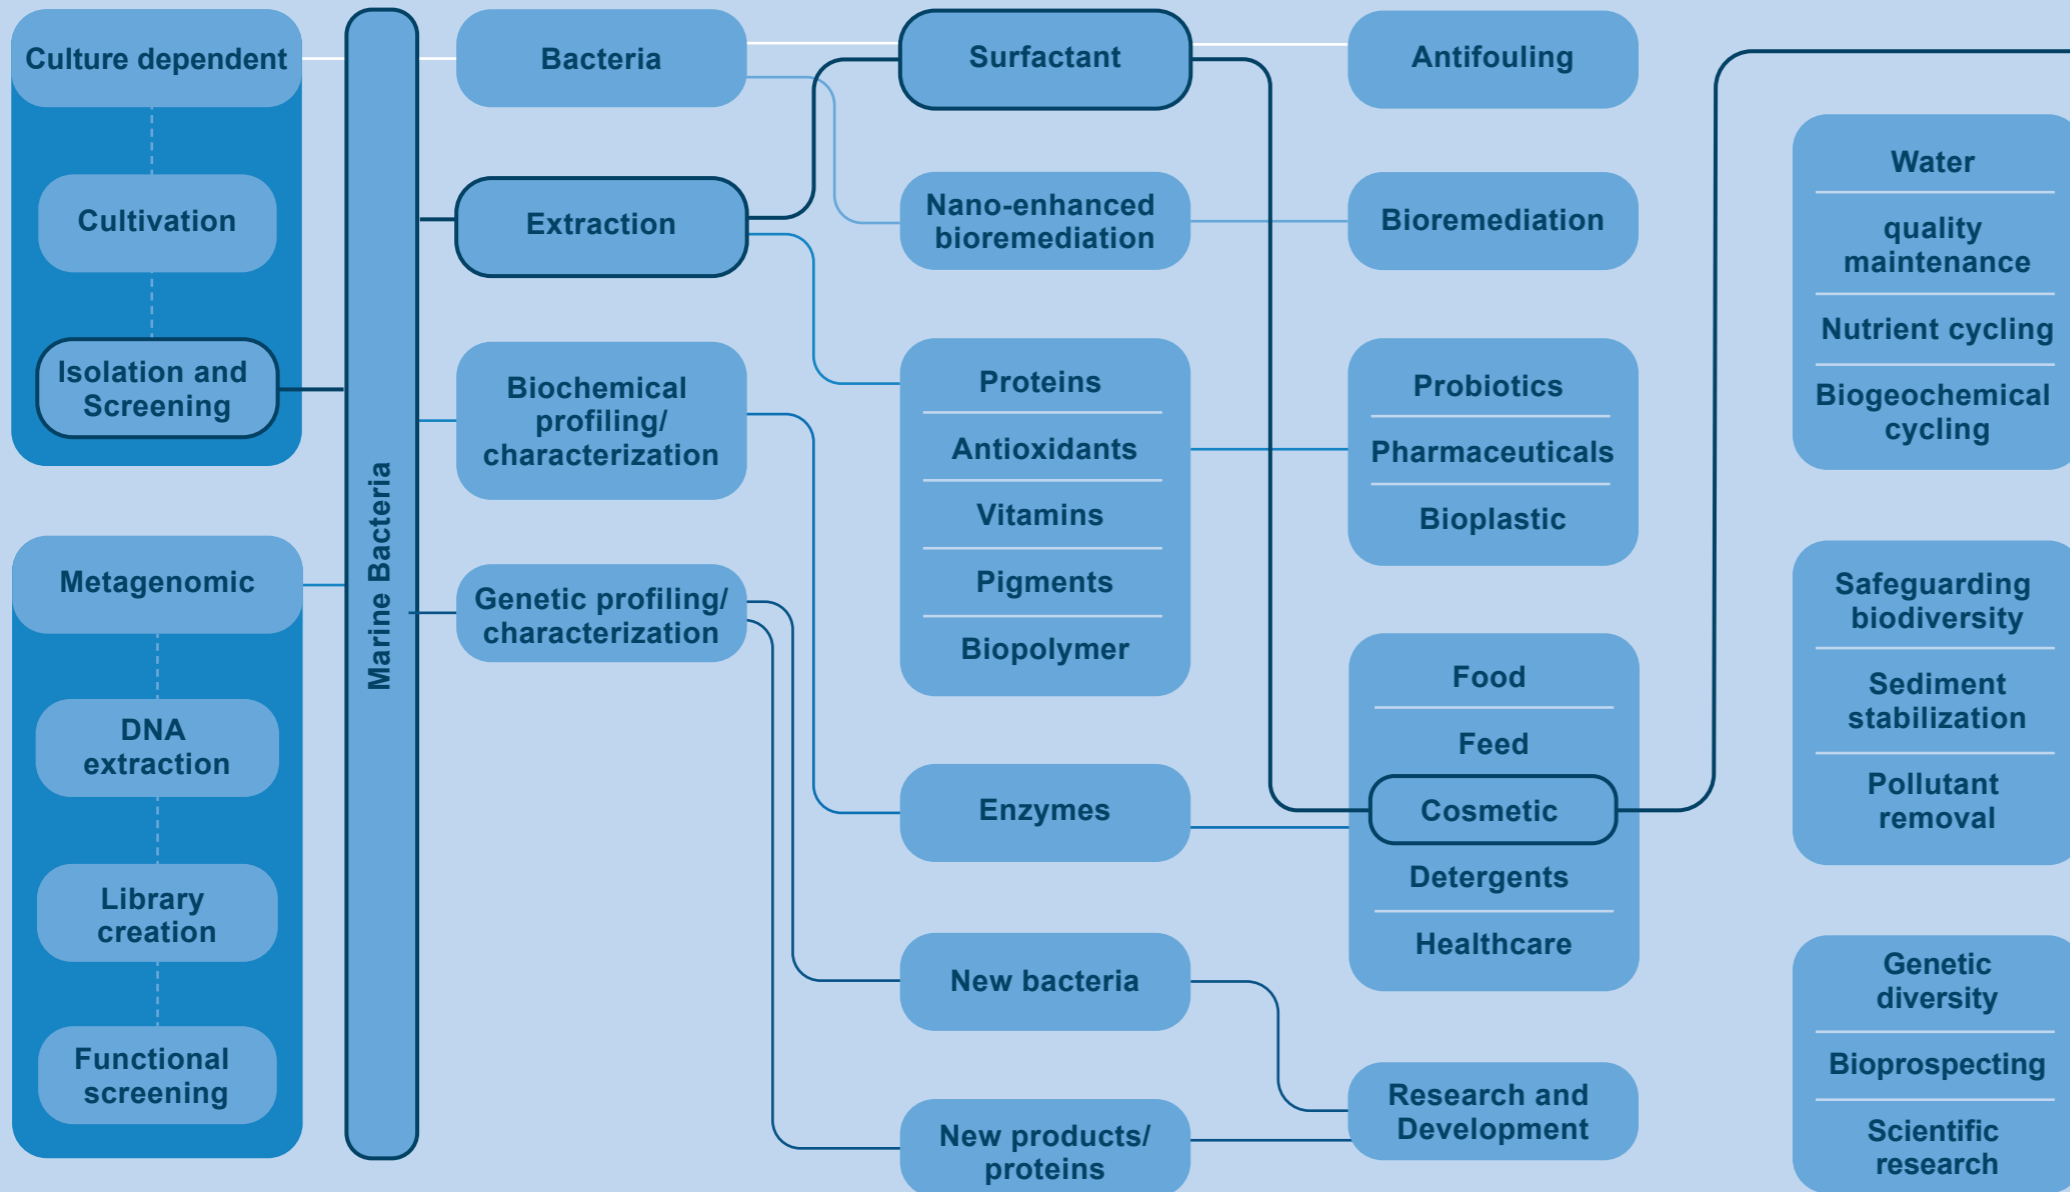 Culture dependent
Cultivation
Isolation and
Screening
Metagenomic
DNA
extraction
Library
creation
Functional
screening
Marine Bacteria
Bacteria
Extraction
Biochemical
profiling/
characterization
Genetic profiling/
characterization
Surfactant
Nano-enhanced
bioremediation
Proteins
Antioxidants
Vitamins
Pigments
Biopolymer
Enzymes
New bacteria
New products/
proteins
Antifouling
Bioremediation
Probiotics
Pharmaceuticals
Bioplastic
Food
Feed
Cosmetic
Detergents
Healthcare
Research and
Development
Water
quality
maintenance
Nutrient cycling
Biogeochemical
cycling
Safeguarding
biodiversity
Sediment
stabilization
Pollutant
removal
Genetic
diversity
Bioprospecting
Scientific
research